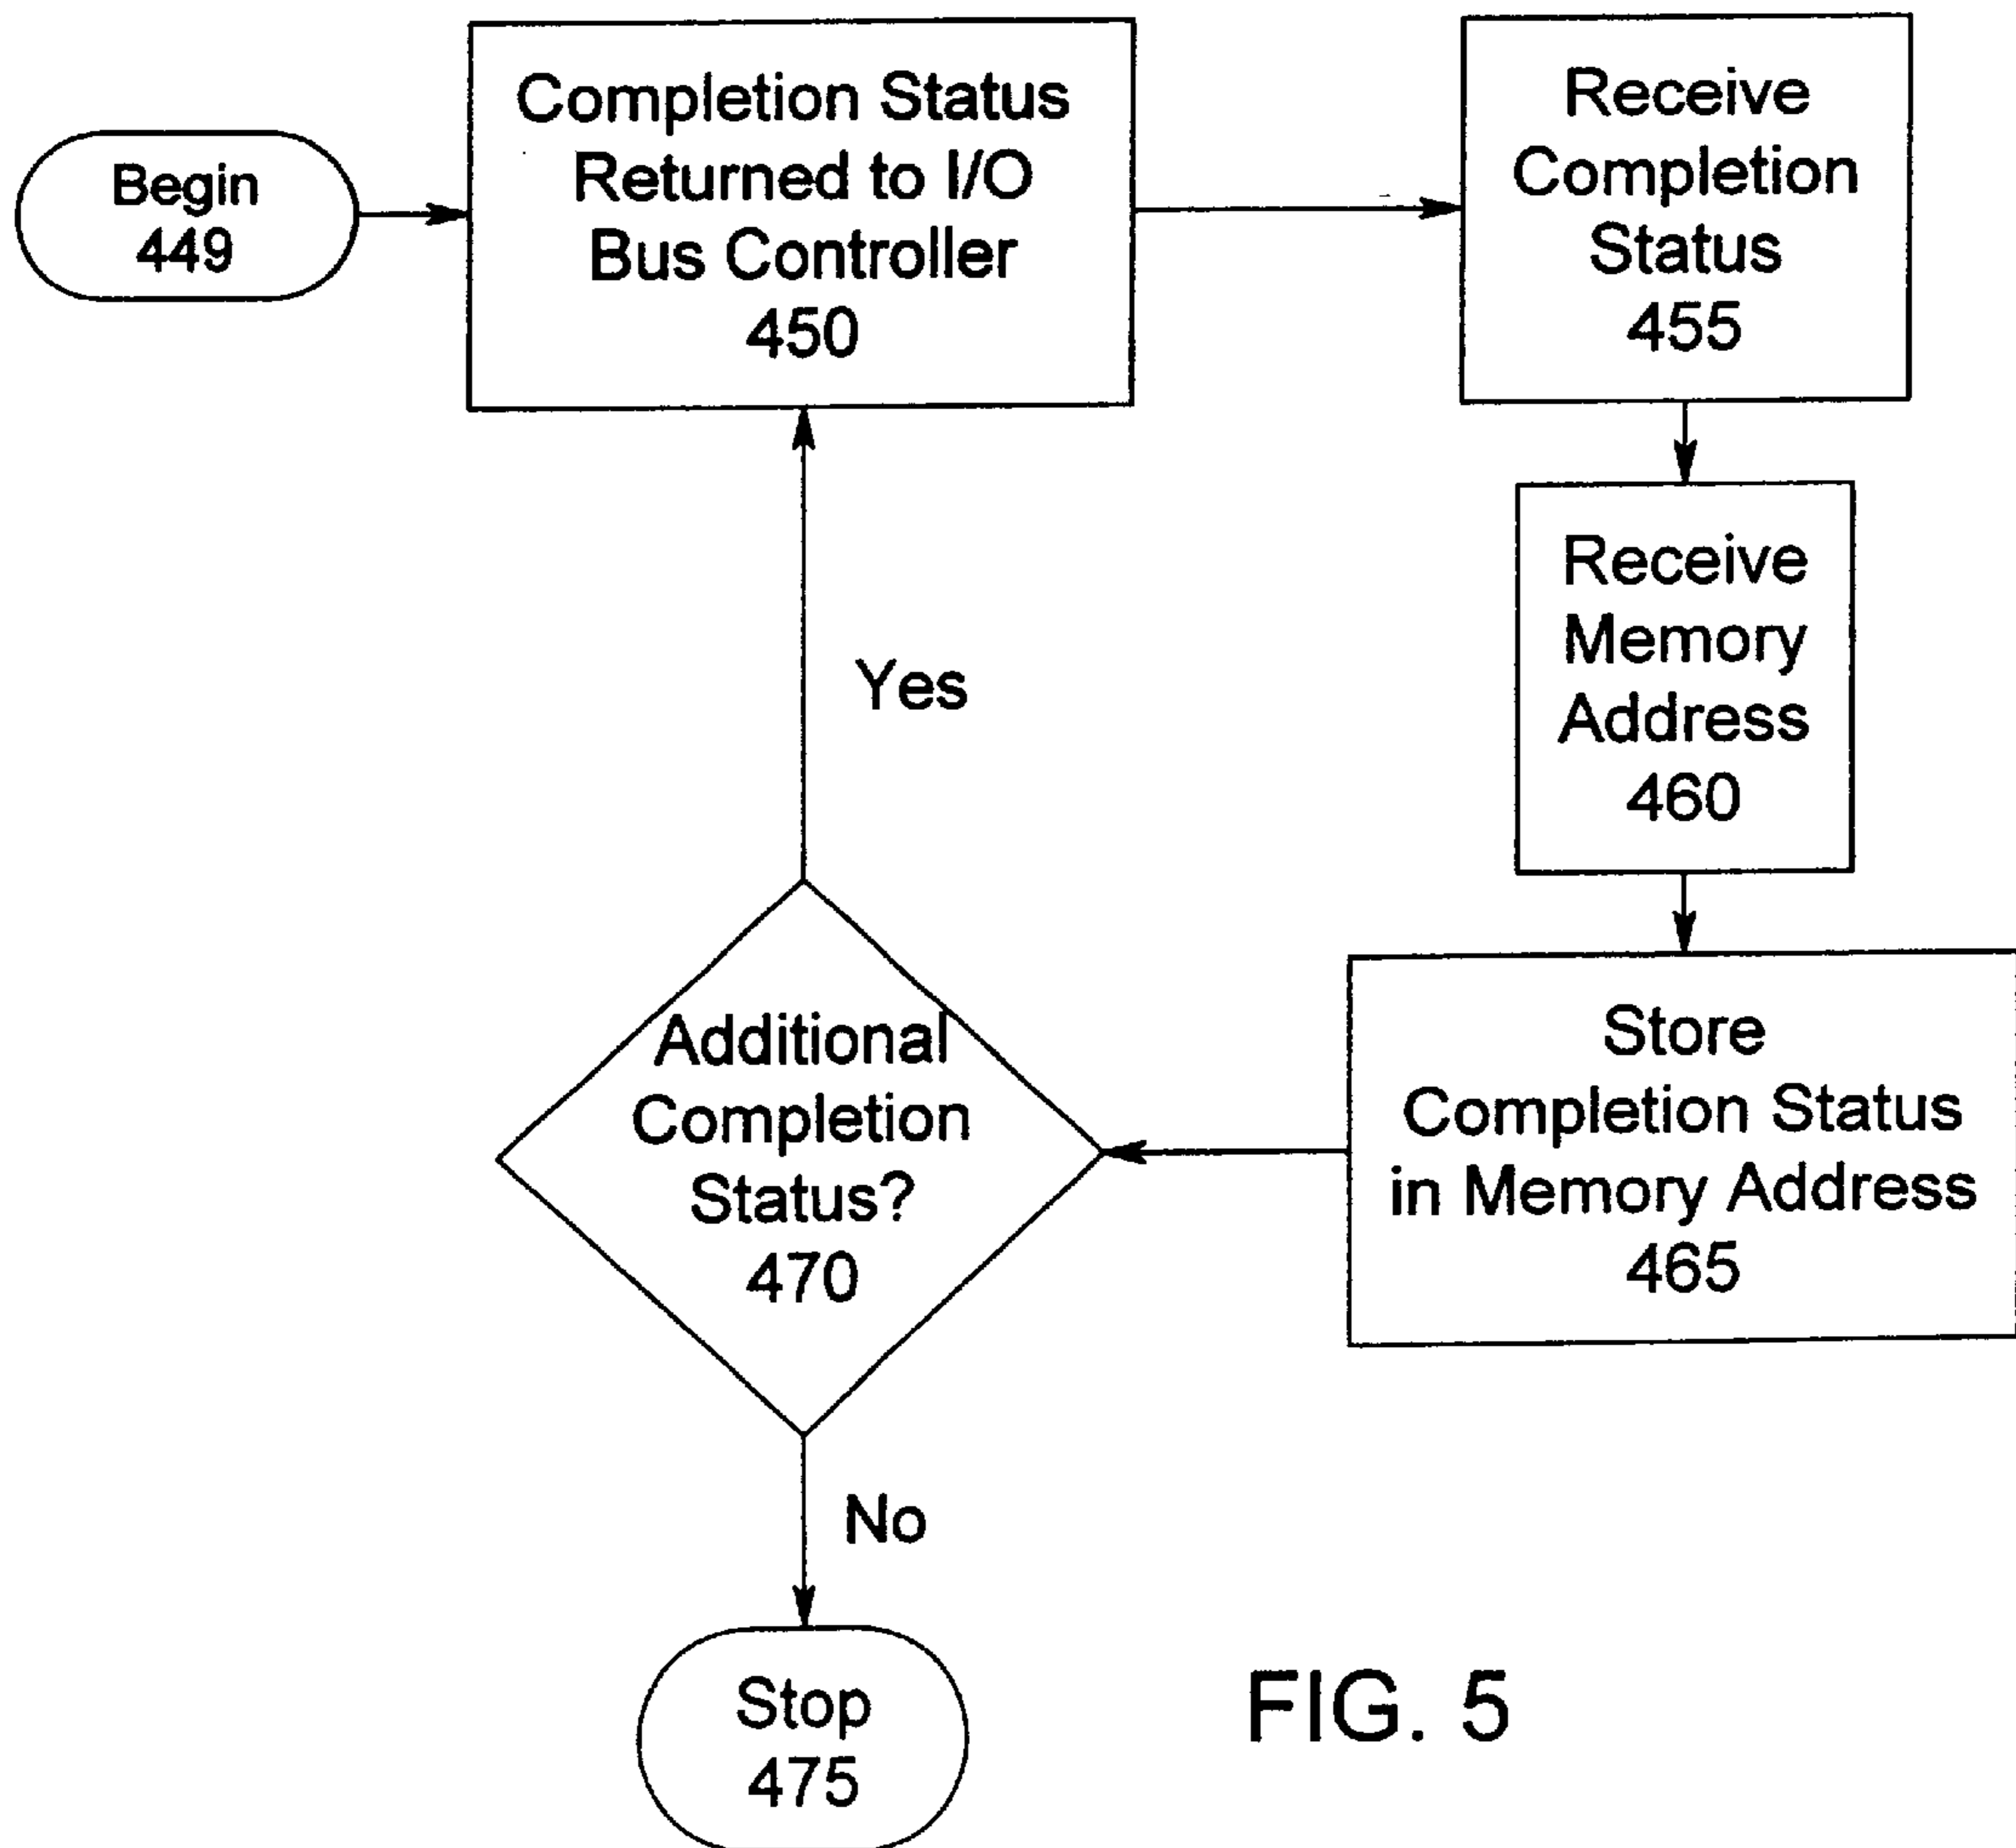 Begin
449
Completion Status
Returned to I/O
Bus Controller
450
Receive
Completion
Status
455
Receive
Memory
Address
460
Store
Completion Status
in Memory Address
465
Additional
Completion
Status?
470
Yes
No
Stop
475
FIG. 5